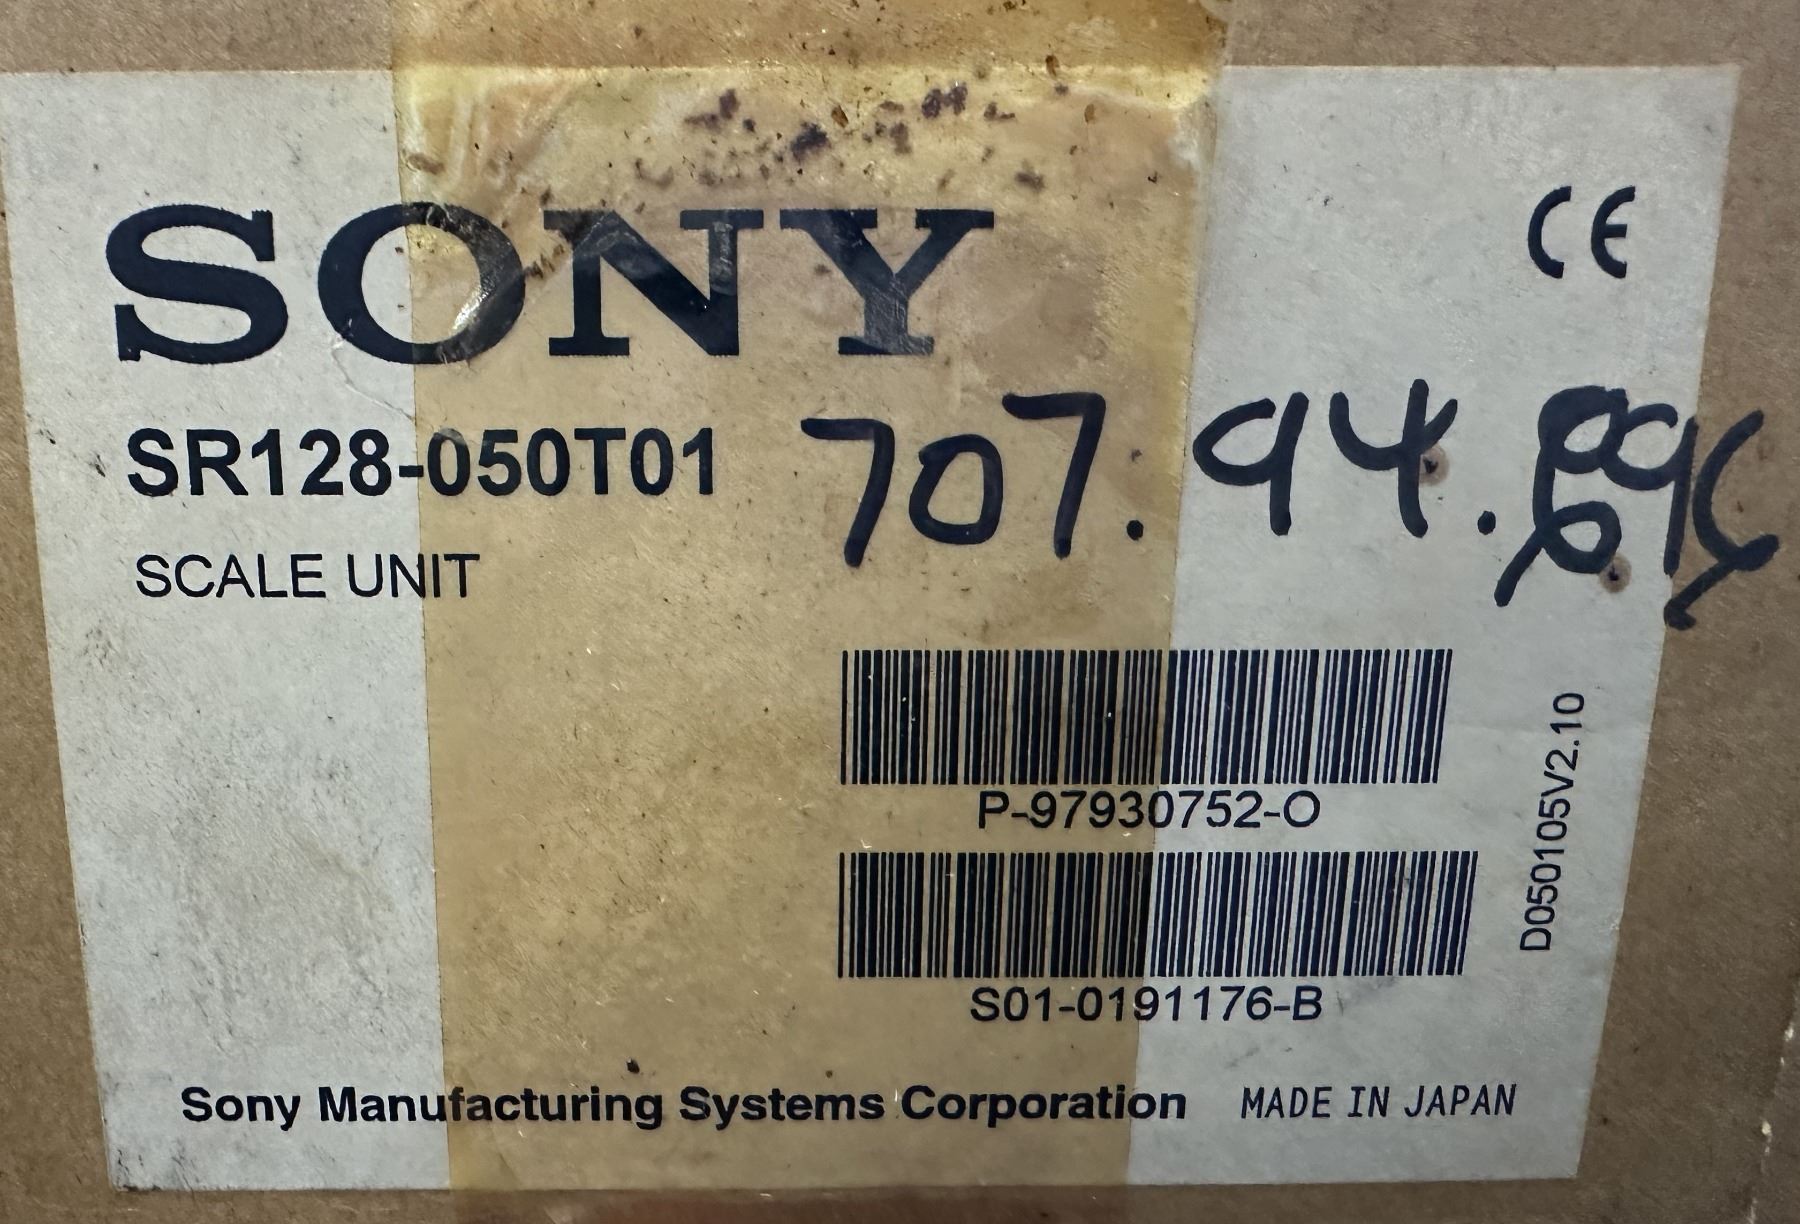 SONY
CE
SR128-050T01
707.94.
SCALE UNIT
P-97930752-O
S01-0191176-B
D050105V2.10
Sony Manufacturing Systems Corporation MADE IN JAPAN